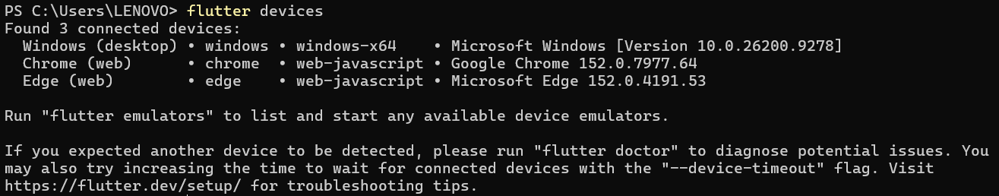 PS C:\Users\LENOVO> flutter devices
Found 3 connected devices:
  Windows (desktop) • windows • windows-x64    • Microsoft Windows [Version 10.0.26200.9278]
  Chrome (web)      • chrome  • web-javascript • Google Chrome 152.0.7977.64
  Edge (web)        • edge    • web-javascript • Microsoft Edge 152.0.4191.53
Run "flutter emulators" to list and start any available device emulators.
If you expected another device to be detected, please run "flutter doctor" to diagnose potential issues. You
may also try increasing the time to wait for connected devices with the "--device-timeout" flag. Visit
https://flutter.dev/setup/ for troubleshooting tips.